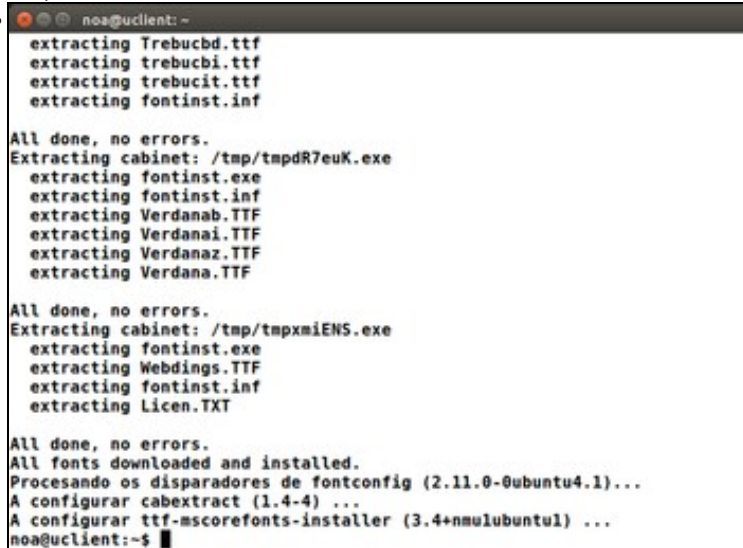 noa@uclient: ~
extracting Trebucbd.ttf
extracting trebucbi.ttf
extracting trebucit.ttf
extracting fontinst.inf
All done, no errors.
Extracting cabinet: /tmp/tmpdR7euK.exe
extracting fontinst.exe
extracting fontinst.inf
extracting Verdanab.TTF
extracting Verdanai.TTF
extracting Verdanaz.TTF
extracting Verdana.TTF
All done, no errors.
Extracting cabinet: /tmp/tmpxmiENS.exe
extracting fontinst.exe
extracting Webdings.TTF
extracting fontinst.inf
extracting Licen.TXT
All done, no errors.
All fonts downloaded and installed.
Procesando os disparadores de fontconfig (2.11.0-0ubuntu4.1)...
A configurar cabextract (1.4-4) ...
A configurar ttf-mscorefonts-installer (3.4+nmu1ubuntu1) ...
noa@uclient:~$